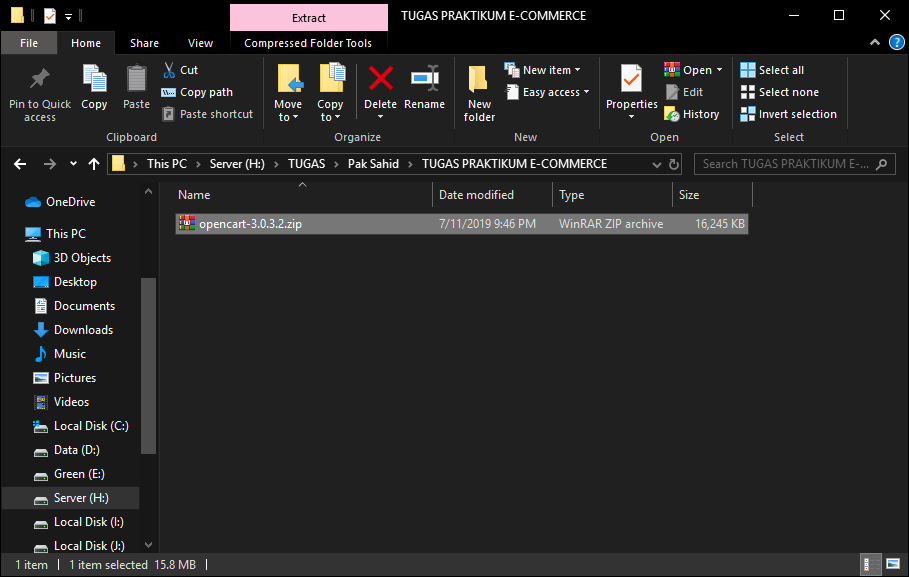 Extract
TUGAS PRAKTIKUM E-COMMERCE
File
Home
Share
View
Compressed Folder Tools
Pin to Quick access
Copy
Paste
Cut
Copy path
Paste shortcut
Move to
Copy to
Delete
Rename
New folder
New item
Easy access
Properties
Open
Edit
History
Select all
Select none
Invert selection
Clipboard
Organize
New
Open
Select
This PC
Server (H:)
TUGAS
Pak Sahid
TUGAS PRAKTIKUM E-COMMERCE
Search TUGAS PRAKTIKUM E-...
Name
Date modified
Type
Size
opencart-3.0.3.2.zip
7/11/2019 9:46 PM
WinRAR ZIP archive
16,245 KB
OneDrive
This PC
3D Objects
Desktop
Documents
Downloads
Music
Pictures
Videos
Local Disk (C:)
Data (D:)
Green (E:)
Server (H:)
Local Disk (I:)
Local Disk (J:)
1 item
1 item selected 15.8 MB